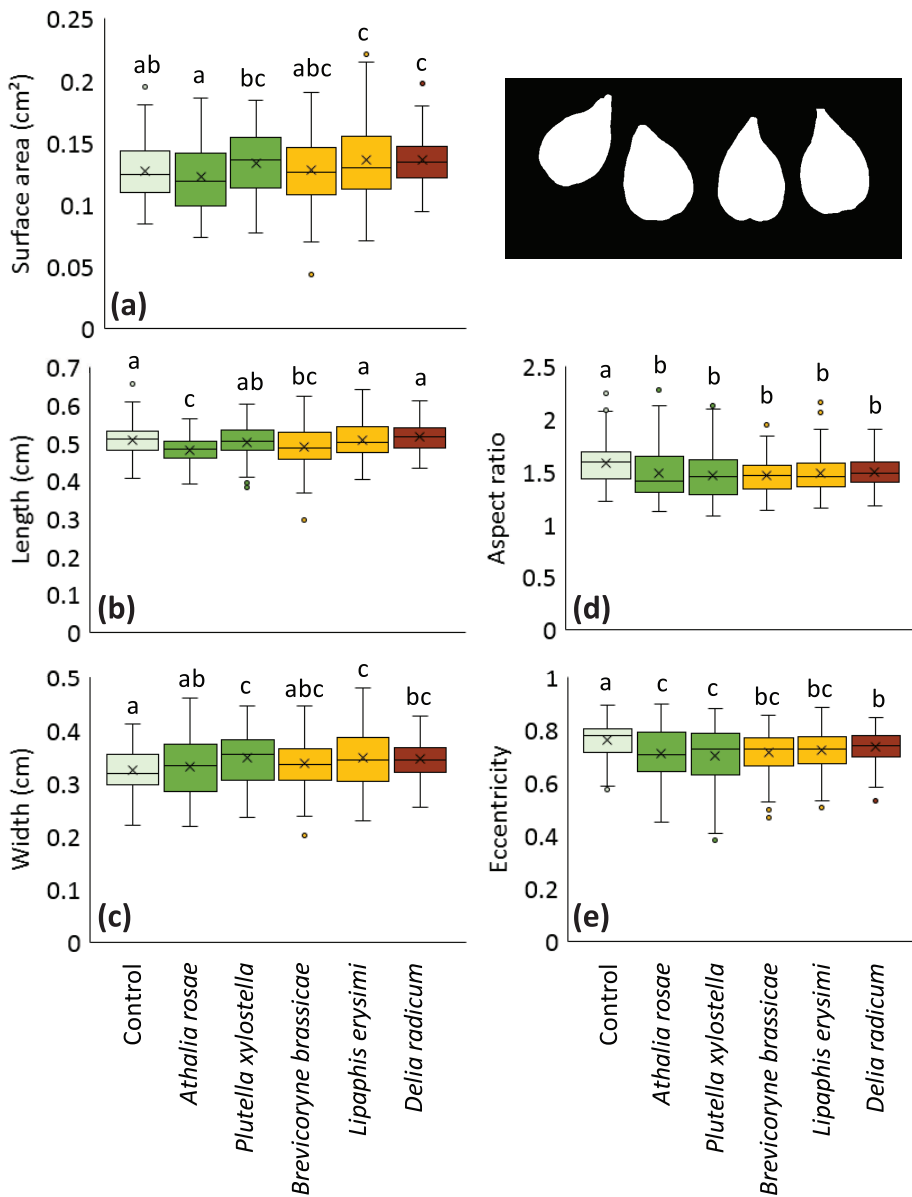 0.25
0.2
0.15
0.1
0.05
0
Surface area (cm²)
ab
a
bc
abc
c
c
(a)
0.7
0.6
0.5
0.4
0.3
0.2
0.1
0
Length (cm)
a
c
ab
bc
a
a
(b)
2.5
2
1.5
1
0.5
0
Aspect ratio
a
b
b
b
b
b
(d)
0.5
0.4
0.3
0.2
0.1
0
Width (cm)
a
ab
c
abc
c
bc
(c)
1
0.8
0.6
0.4
0.2
0
Eccentricity
a
c
c
bc
bc
b
(e)
Control
Athalia rosae
Plutella xylostella
Brevicoryne brassicae
Lipaphis erysimi
Delia radicum
Control
Athalia rosae
Plutella xylostella
Brevicoryne brassicae
Lipaphis erysimi
Delia radicum